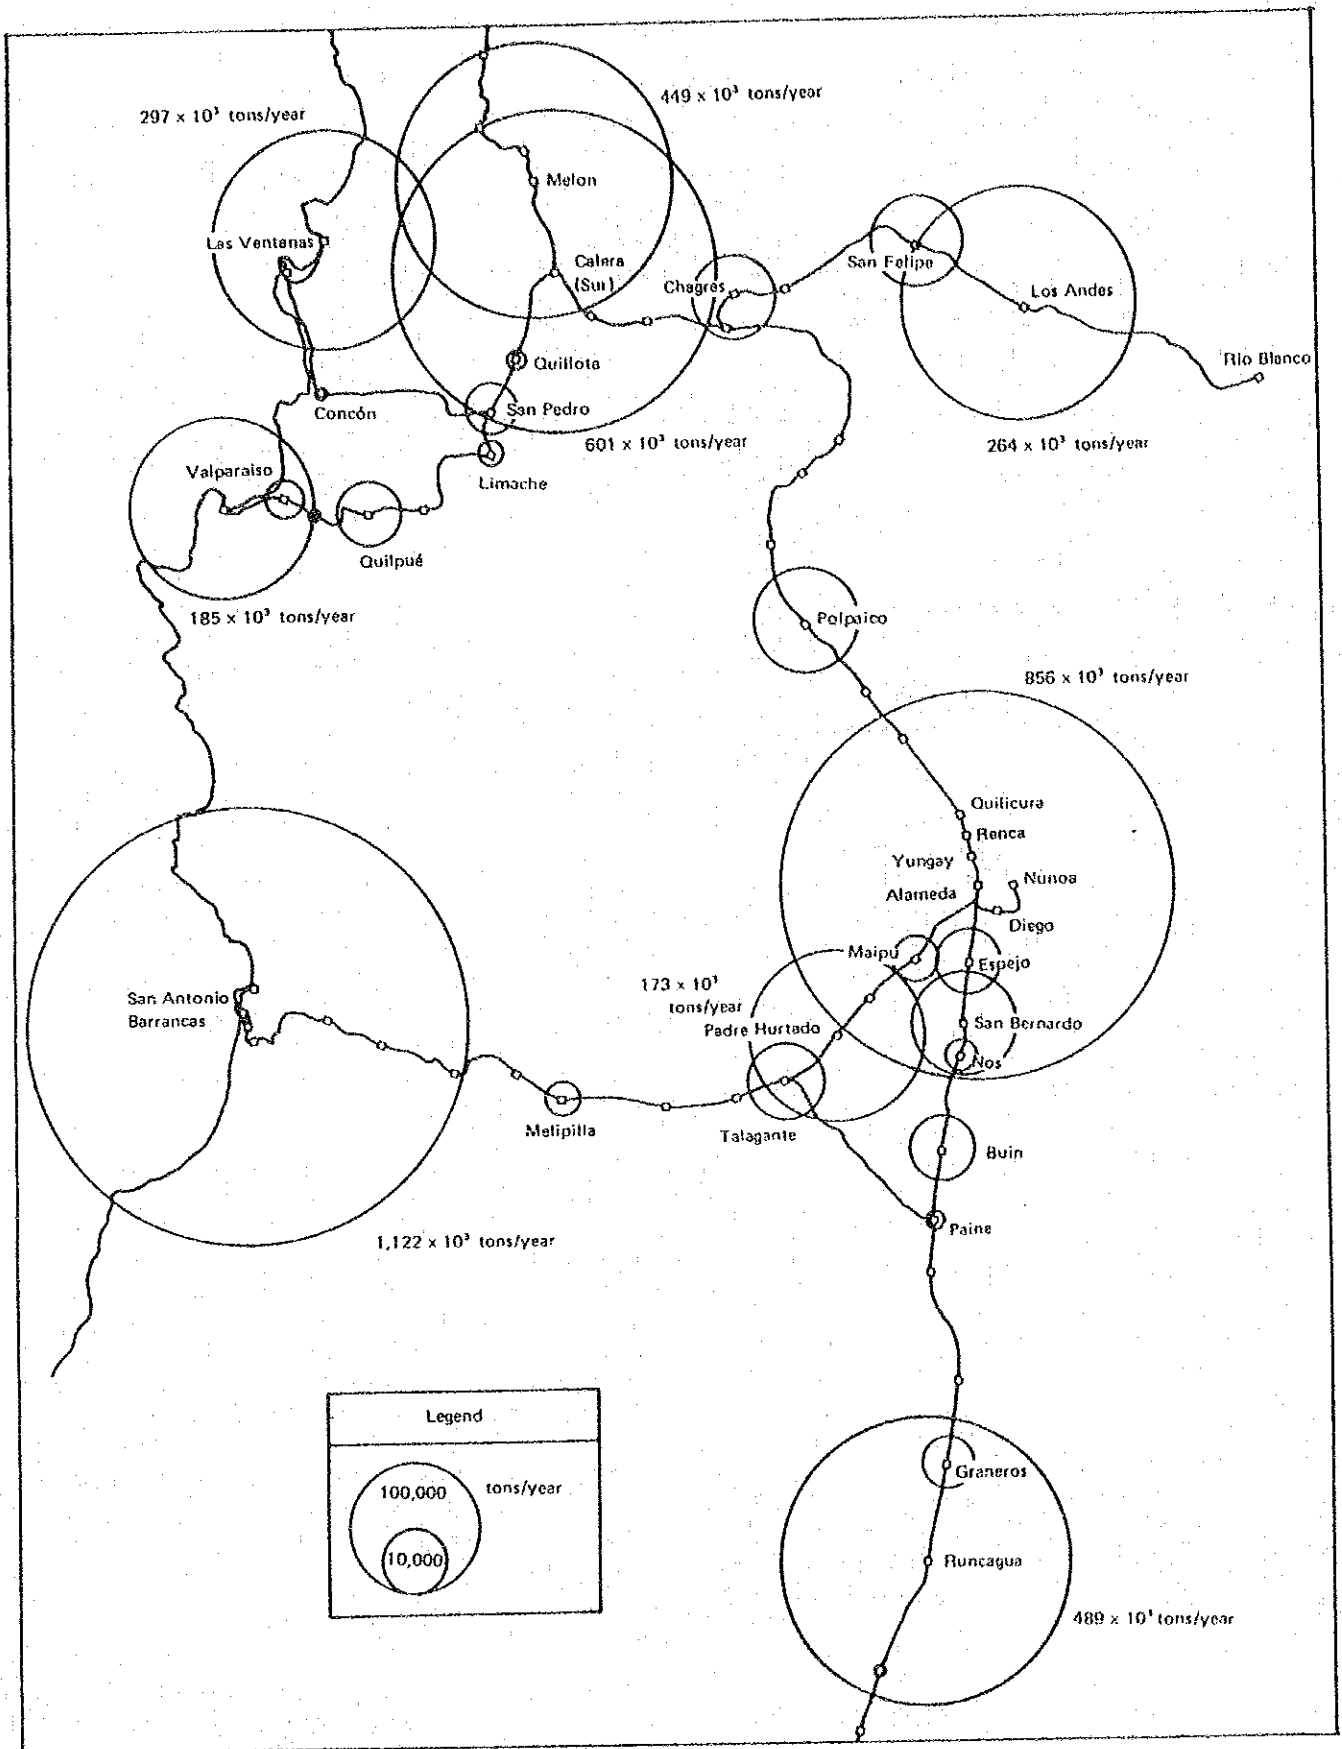 297 x 10³ tons/year
449 x 10³ tons/year
Melon
Las Ventanas
Calera
(Sur)
Chagres
San Felipe
Los Andes
Rio Blanco
Quillota
Concón
San Pedro
601 x 10³ tons/year
264 x 10³ tons/year
Valparaiso
Limache
Quilpué
185 x 10³ tons/year
Polpaico
856 x 10³ tons/year
Quilicura
Renca
Yungay
Alameda
Nunoa
Diego
Maipu
Espejo
173 x 10³
tons/year
San Antonio
Barrancas
Padre Hurtado
San Bernardo
Nos
Melipilla
Talagante
Buin
Paine
1,122 x 10³ tons/year
Legend
100,000
tons/year
10,000
Graneros
Runcagua
489 x 10³ tons/year